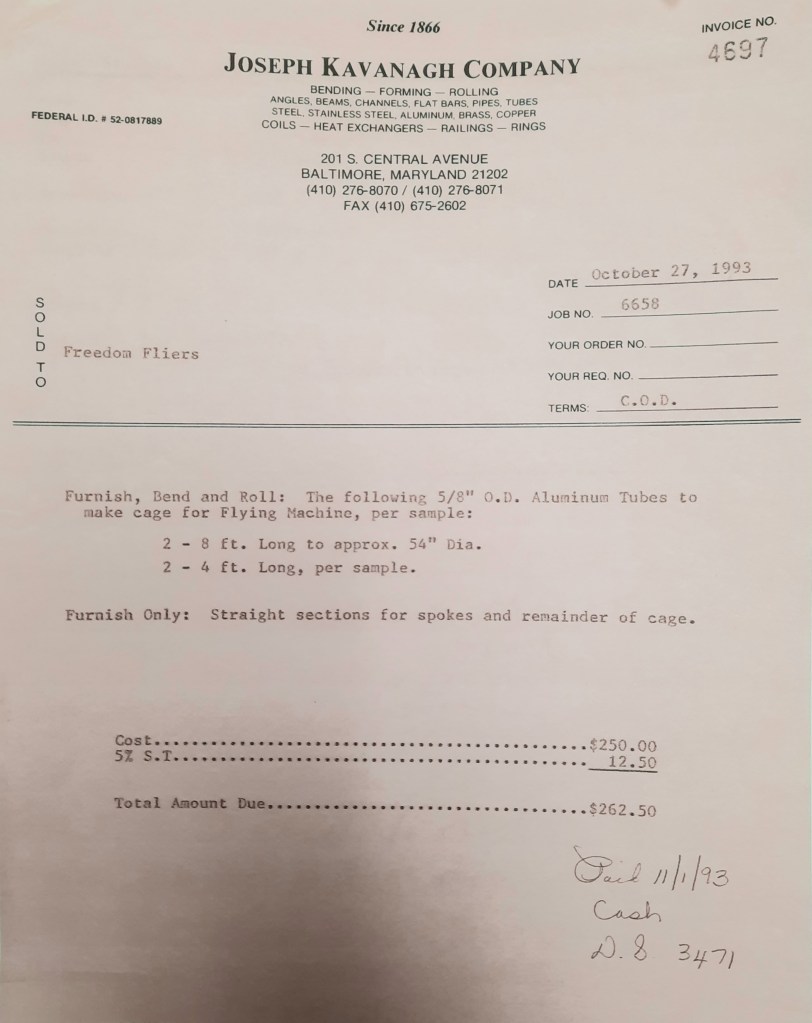 Since 1866
INVOICE NO.
4697
JOSEPH KAVANAGH COMPANY
BENDING — FORMING — ROLLING
ANGLES, BEAMS, CHANNELS, FLAT BARS, PIPES, TUBES
STEEL, STAINLESS STEEL, ALUMINUM, BRASS, COPPER
COILS — HEAT EXCHANGERS — RAILINGS — RINGS
FEDERAL I.D. # 52-0817889
201 S. CENTRAL AVENUE
BALTIMORE, MARYLAND 21202
(410) 276-8070 / (410) 276-8071
FAX (410) 675-2602
DATE October 27, 1993
JOB NO. 6658
YOUR ORDER NO.
YOUR REQ. NO.
TERMS: C.O.D.
SOLD TO
Freedom Fliers
Furnish, Bend and Roll: The following 5/8" O.D. Aluminum Tubes to
make cage for Flying Machine, per sample:
2 - 8 ft. Long to approx. 54" Dia.
2 - 4 ft. Long, per sample.
Furnish Only: Straight sections for spokes and remainder of cage.
Cost..................................................$250.00
5% S.T................................................ 12.50
Total Amount Due.....................................$262.50
Paid 11/1/93
Cash
D.S 3471